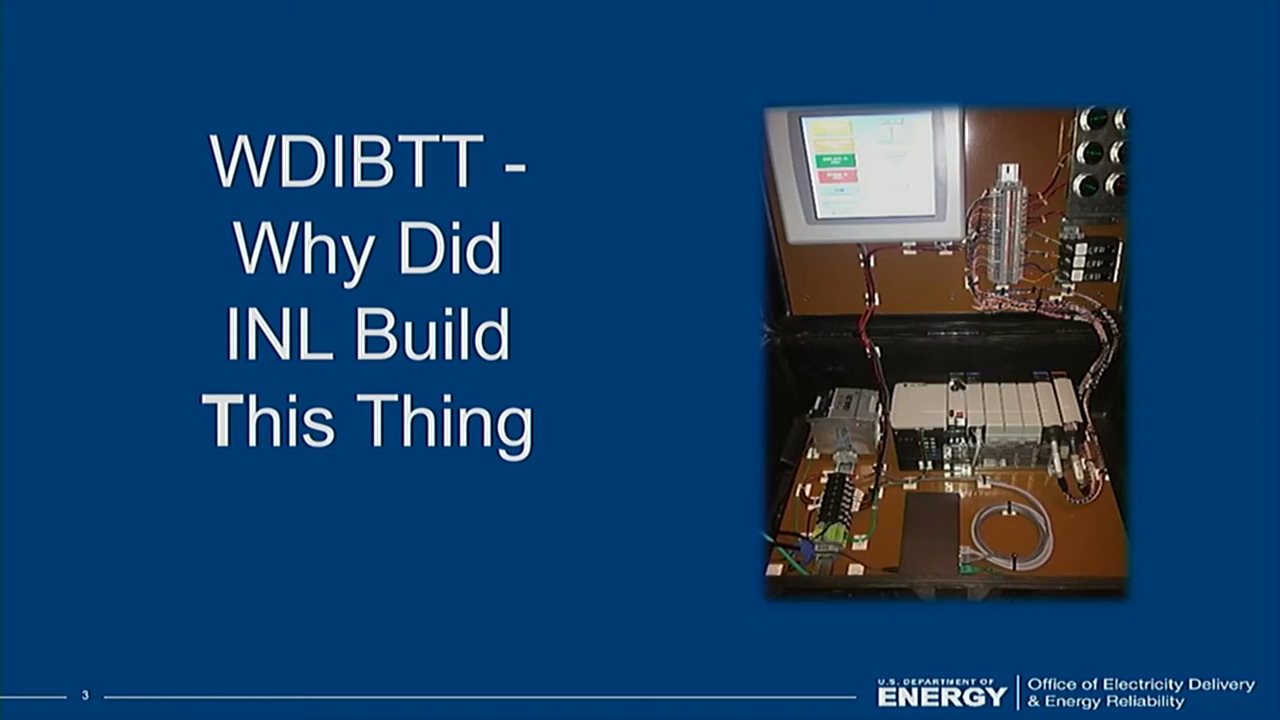 WDIBTT -
Why Did
INL Build
This Thing
3
U.S. DEPARTMENT OF
ENERGY
Office of Electricity Delivery
& Energy Reliability